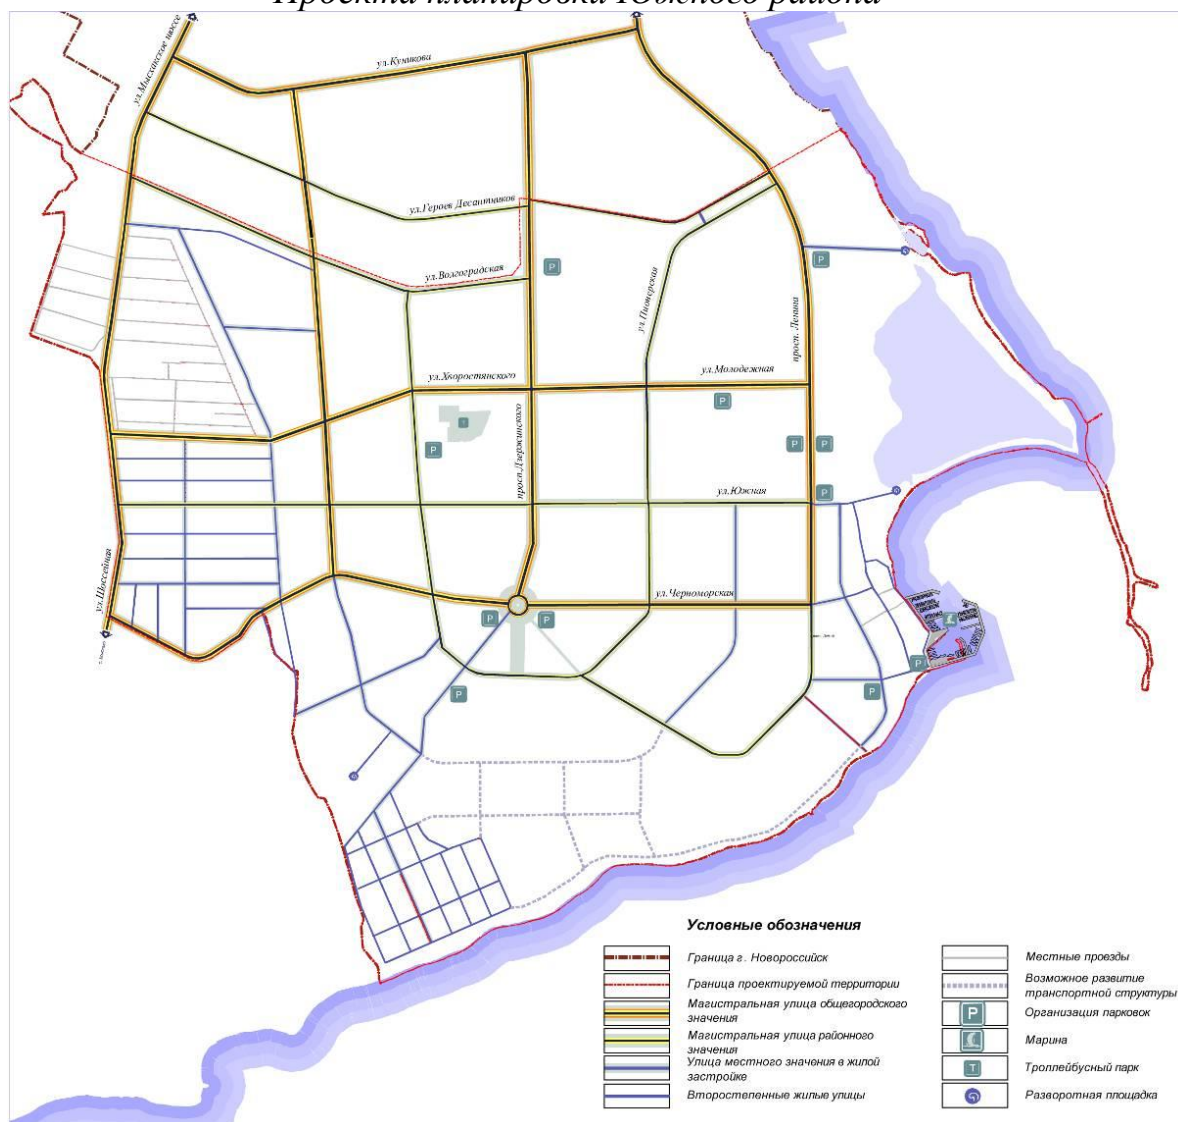 Проекта планировки Южного района
ул.Мысхакское шоссе
ул.Куникова
ул.Героев Десантников
ул.Волгоградская
ул.Пионерская
просп. Ленина
ул.Хворостянского
ул.Молодежная
P
P
P
T
P
P
P
просп.Дзержинского
ул.Южная
P
ул.Шоссейная
ул.Черноморская
P
P
P
P
P
Условные обозначения
Граница г. Новороссийск
Граница проектируемой территории
Магистральная улица общегородского
значения
Магистральная улица районного
значения
Улица местного значения в жилой
застройке
Второстепенные жилые улицы
Местные проезды
Возможное развитие
транспортной структуры
P
Организация парковок
Марина
T
Троллейбусный парк
Разворотная площадка